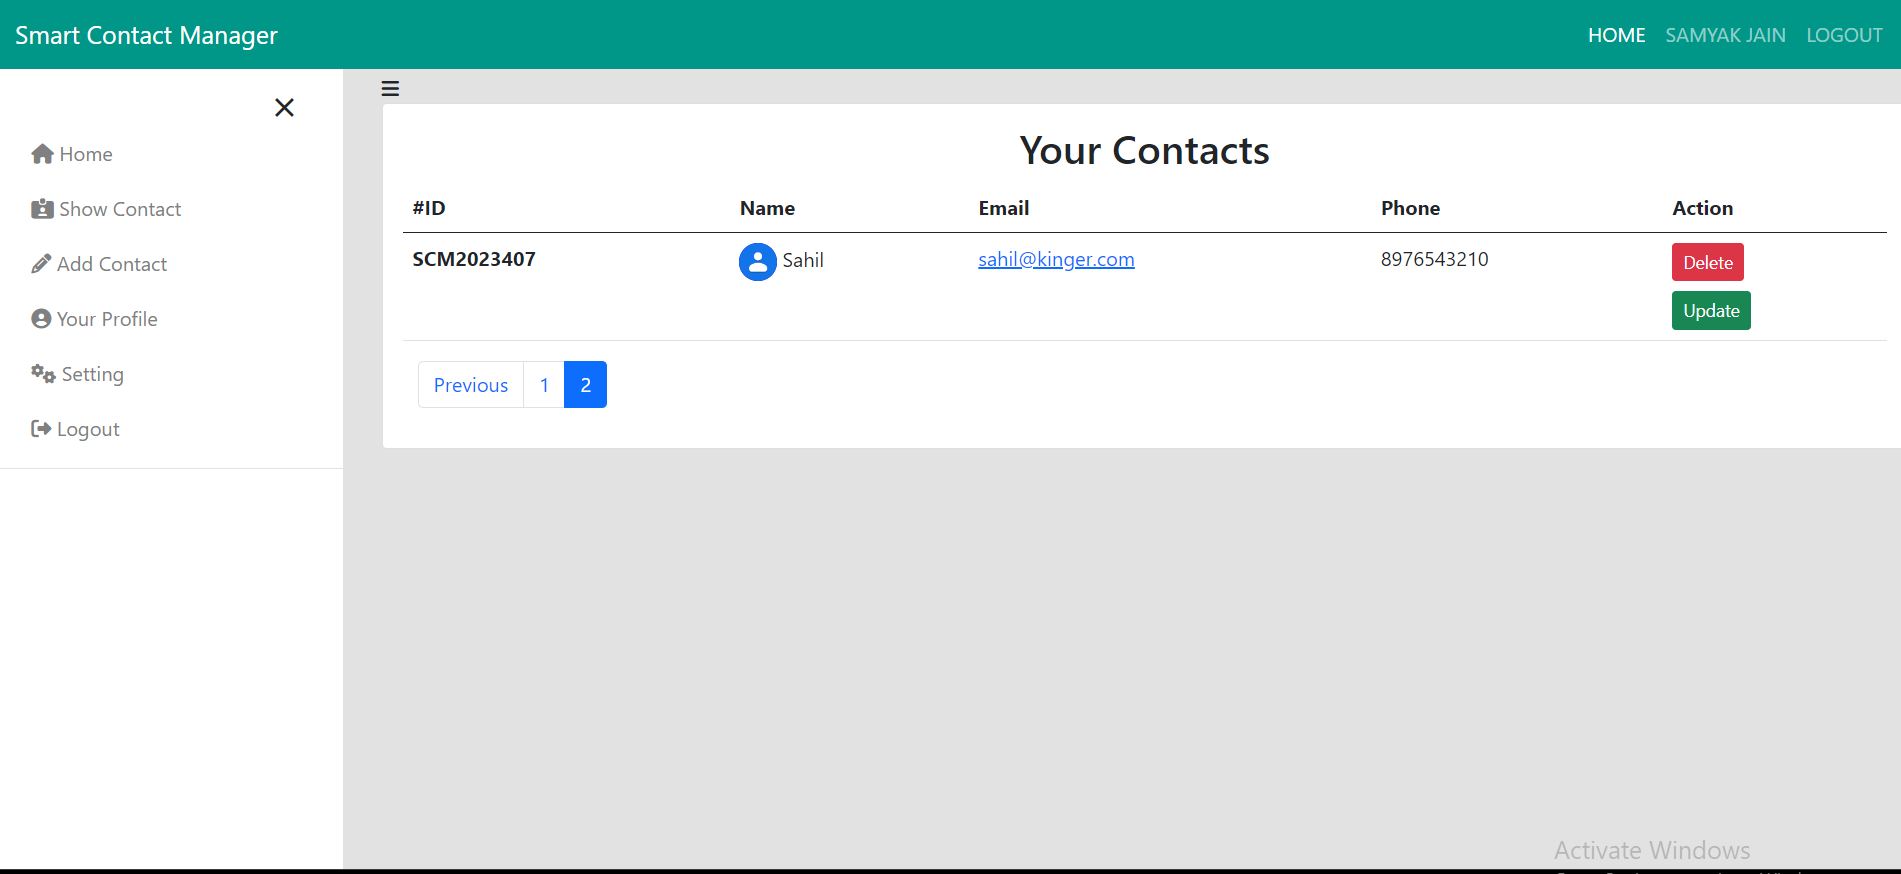 Smart Contact Manager
HOME SAMYAK JAIN LOGOUT
Home
Show Contact
Add Contact
Your Profile
Setting
Logout
Your Contacts
#ID Name Email Phone Action
SCM2023407 Sahil sahil@kinger.com 8976543210 Delete
Update
Previous 1 2
Activate Windows